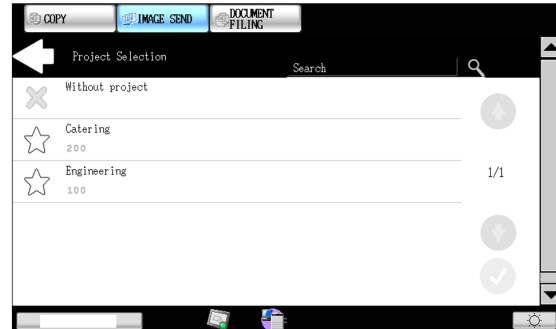 COPY
IMAGE SEND
DOCUMENT
FILING
Project Selection
Search
Without project
Catering
200
Engineering
100
1/1